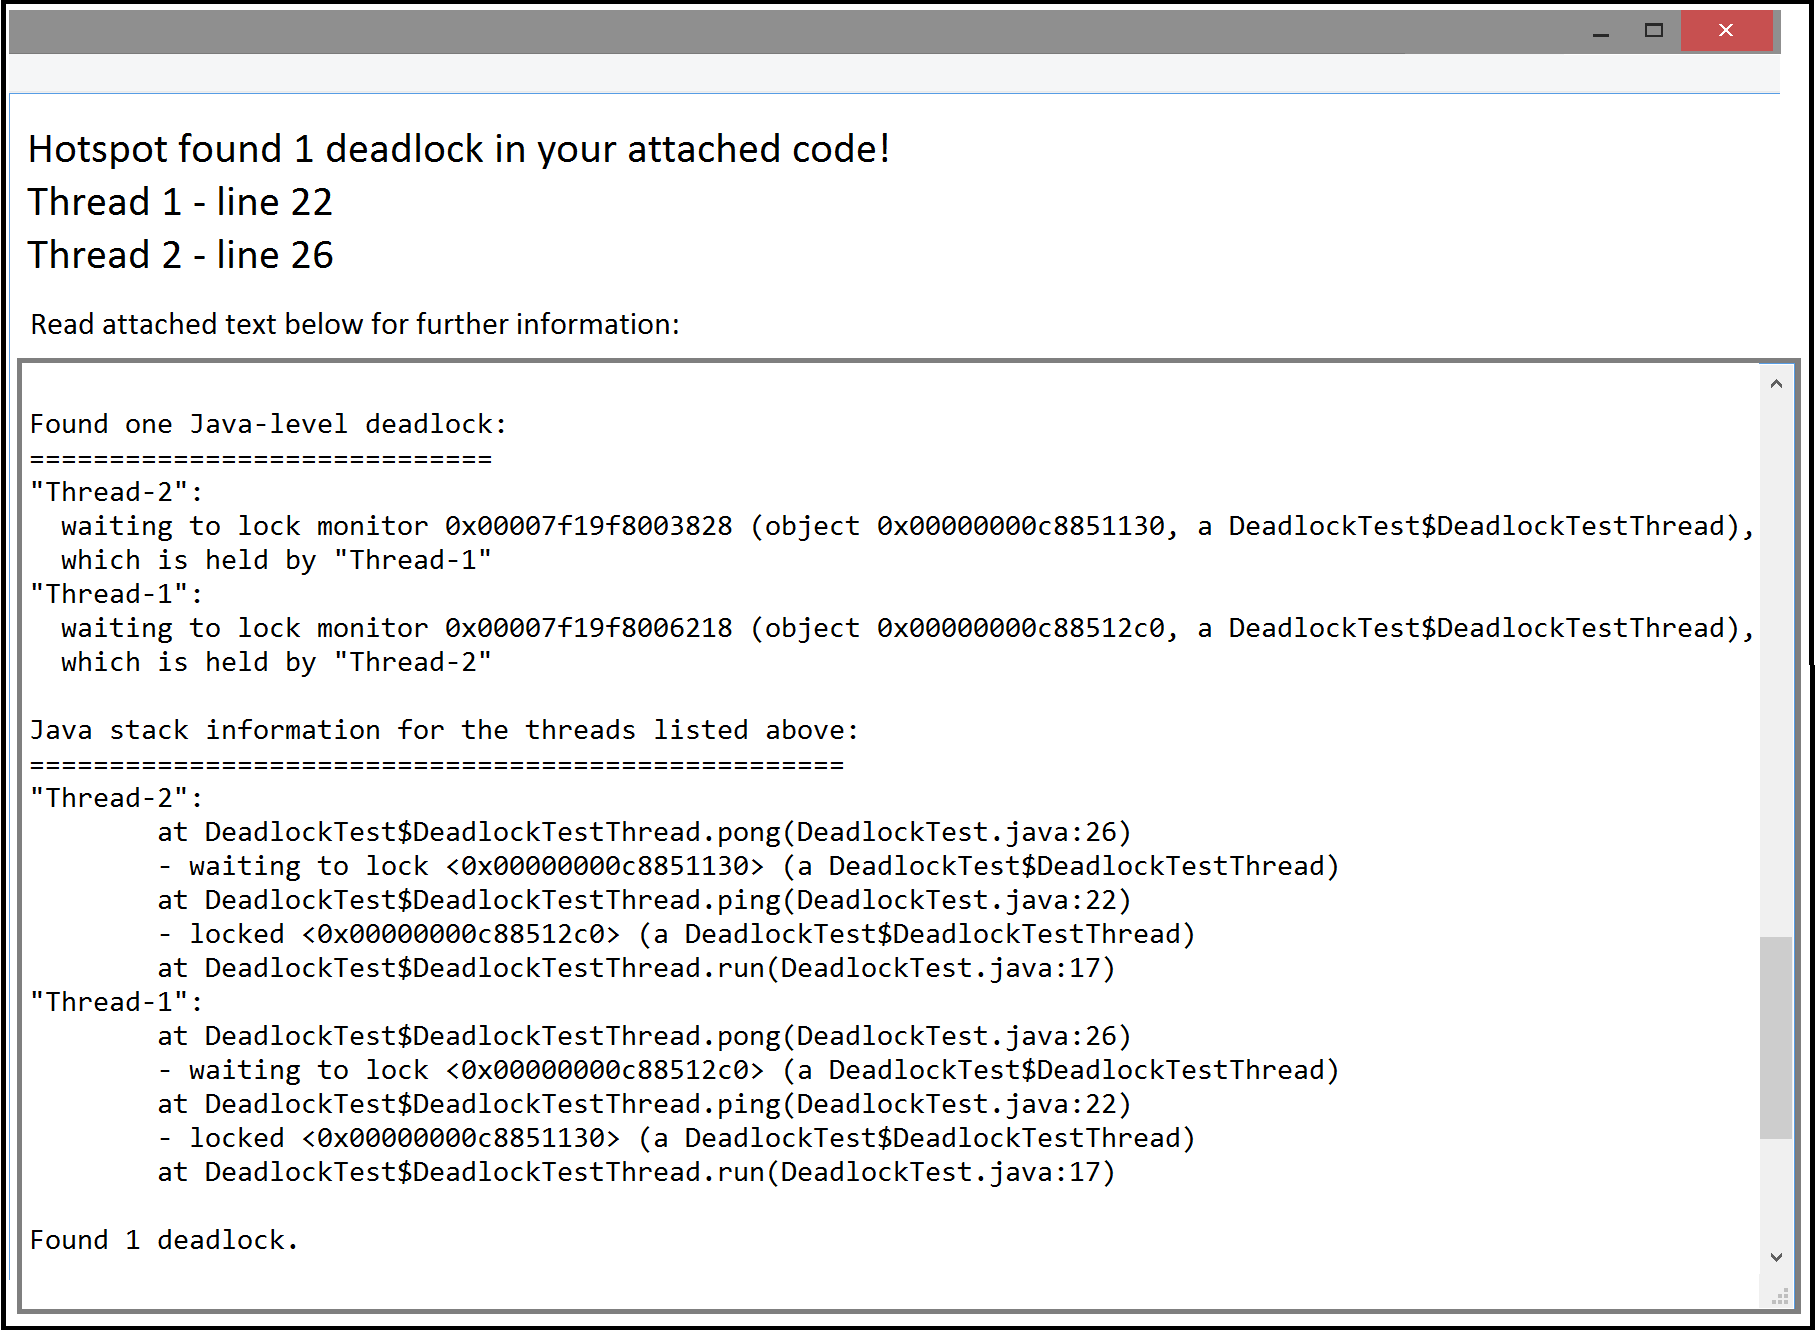 Hotspot found 1 deadlock in your attached code!
Thread 1 - line 22
Thread 2 - line 26
Read attached text below for further information:
Found one Java-level deadlock:
=============================
"Thread-2":
  waiting to lock monitor 0x00007f19f8003828 (object 0x00000000c8851130, a DeadlockTest$DeadlockTestThread),
  which is held by "Thread-1"
"Thread-1":
  waiting to lock monitor 0x00007f19f8006218 (object 0x00000000c88512c0, a DeadlockTest$DeadlockTestThread),
  which is held by "Thread-2"
Java stack information for the threads listed above:
===================================================
"Thread-2":
        at DeadlockTest$DeadlockTestThread.pong(DeadlockTest.java:26)
        - waiting to lock <0x00000000c8851130> (a DeadlockTest$DeadlockTestThread)
        at DeadlockTest$DeadlockTestThread.ping(DeadlockTest.java:22)
        - locked <0x00000000c88512c0> (a DeadlockTest$DeadlockTestThread)
        at DeadlockTest$DeadlockTestThread.run(DeadlockTest.java:17)
"Thread-1":
        at DeadlockTest$DeadlockTestThread.pong(DeadlockTest.java:26)
        - waiting to lock <0x00000000c88512c0> (a DeadlockTest$DeadlockTestThread)
        at DeadlockTest$DeadlockTestThread.ping(DeadlockTest.java:22)
        - locked <0x00000000c8851130> (a DeadlockTest$DeadlockTestThread)
        at DeadlockTest$DeadlockTestThread.run(DeadlockTest.java:17)
Found 1 deadlock.